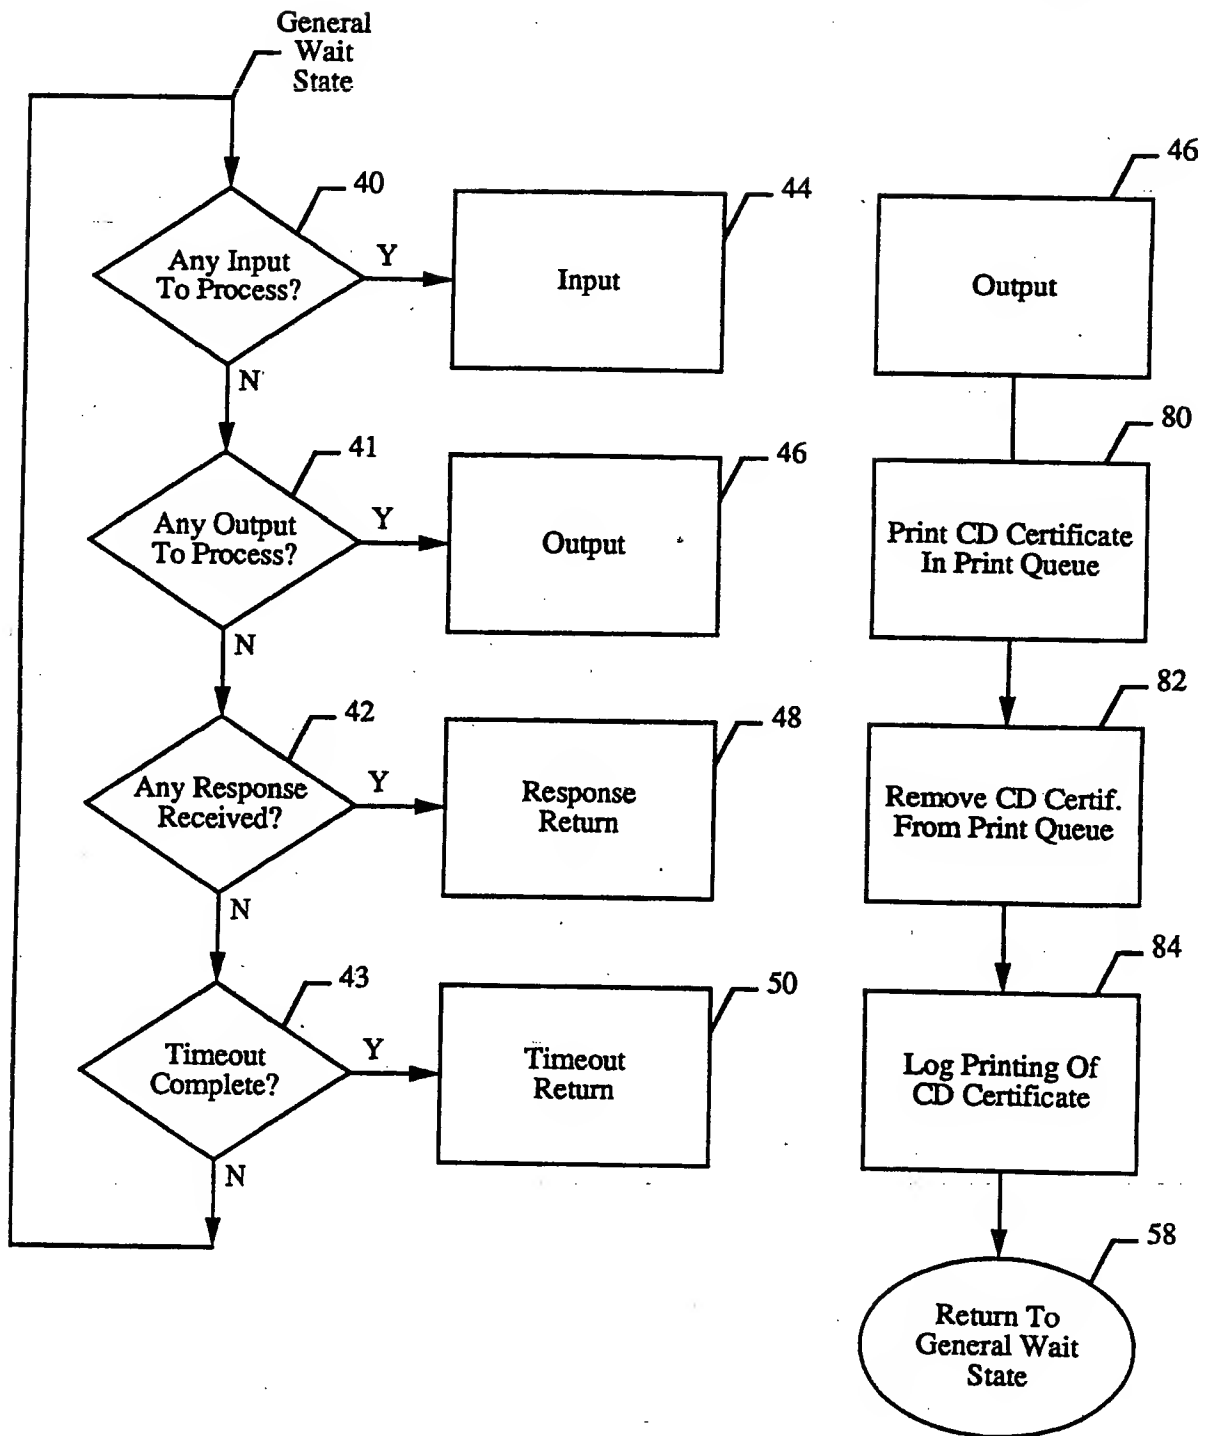 General
Wait
State
40
Any Input
To Process?
Y
N
44
Input
41
Any Output
To Process?
Y
N
46
Output
42
Any Response
Received?
Y
N
48
Response
Return
43
Timeout
Complete?
Y
N
50
Timeout
Return
46
Output
80
Print CD Certificate
In Print Queue
82
Remove CD Certif.
From Print Queue
84
Log Printing Of
CD Certificate
58
Return To
General Wait
State